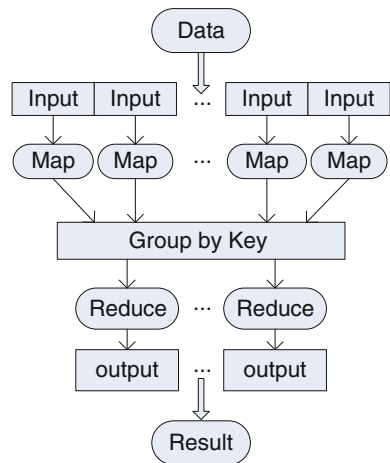 Data
Input Input ... Input Input
Map Map ... Map Map
Group by Key
Reduce ... Reduce
output ... output
Result